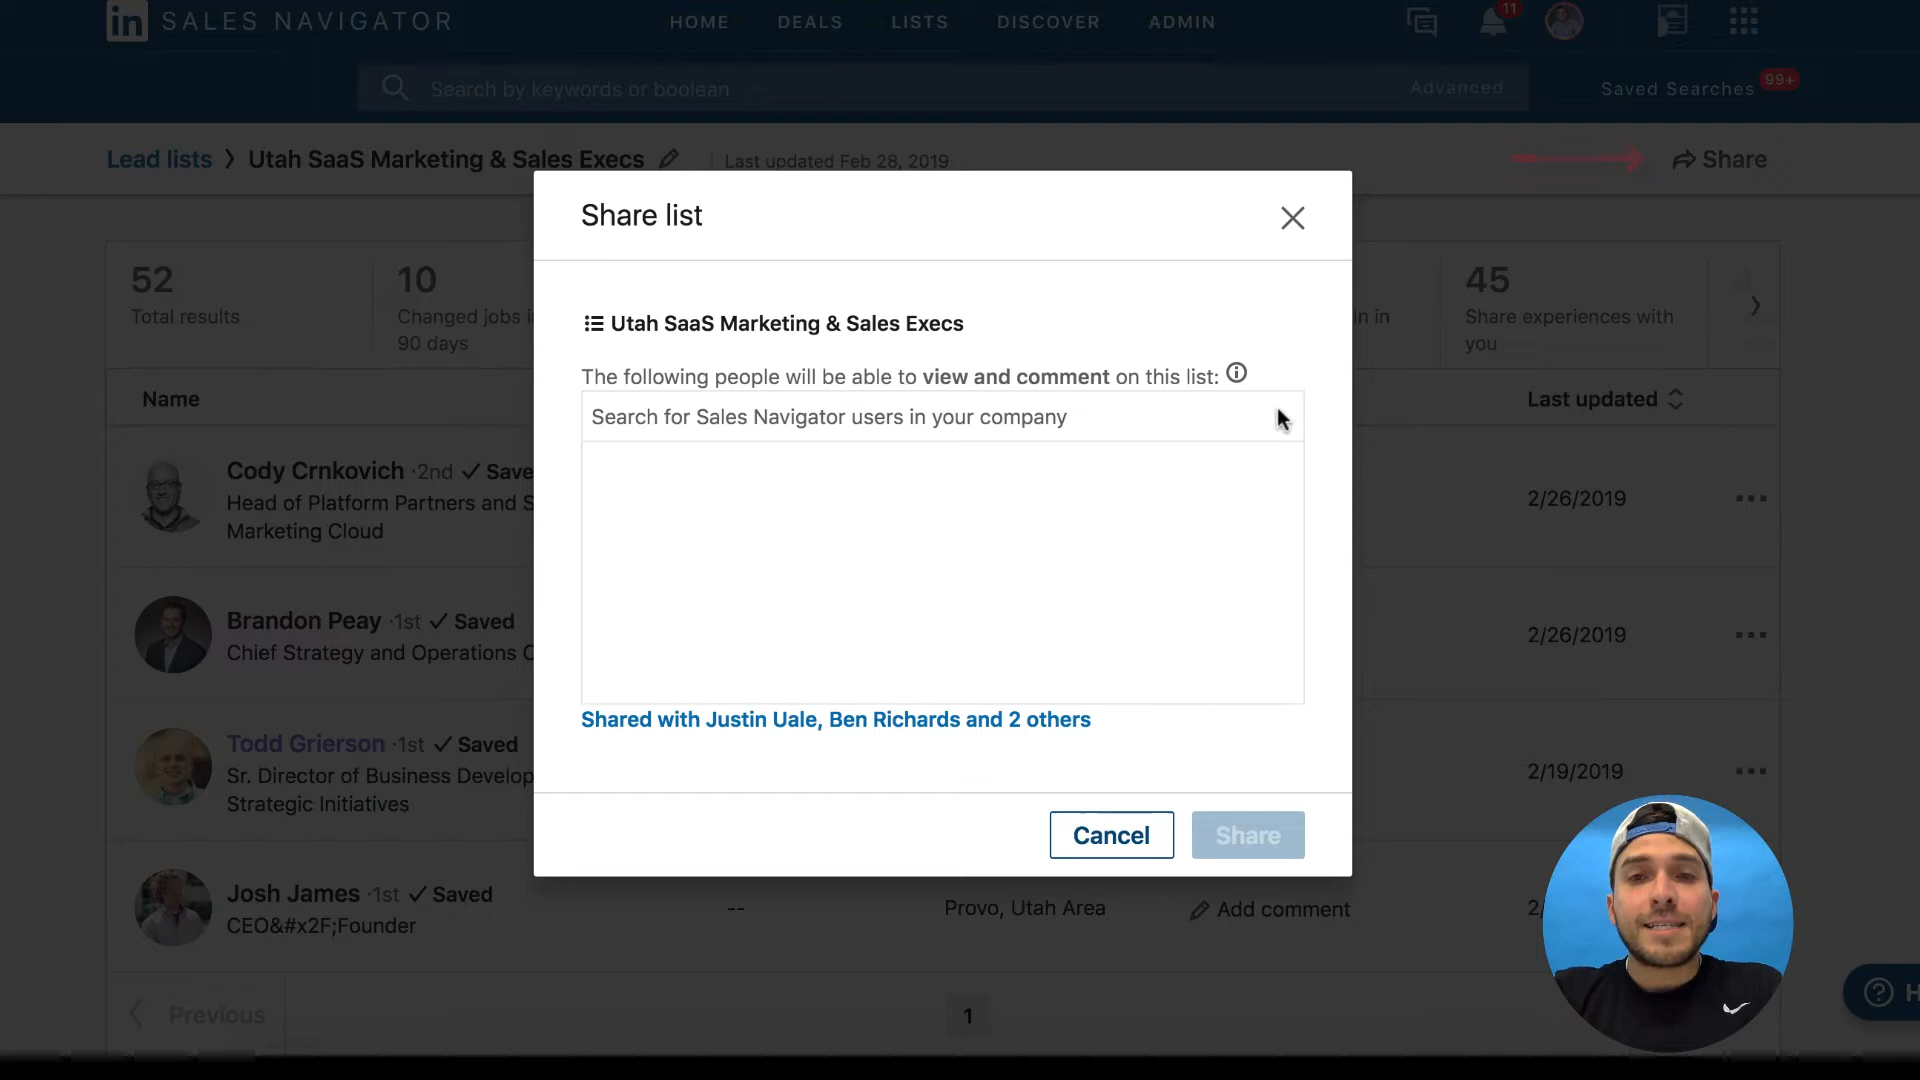 in SALES NAVIGATOR
HOME DEALS LISTS DISCOVER ADMIN
11
Search by keywords or boolean
Advanced
Saved Searches 99+
Lead lists > Utah SaaS Marketing & Sales Execs
Last updated Feb 28, 2019
Share
Share list
52
Total results
10
Changed jobs i
90 days
n in
45
Share experiences with
you
Utah SaaS Marketing & Sales Execs
The following people will be able to view and comment on this list:
Search for Sales Navigator users in your company
Name
Last updated
Cody Crnkovich ·2nd ✓ Save
Head of Platform Partners and S
Marketing Cloud
2/26/2019
Brandon Peay ·1st ✓ Saved
Chief Strategy and Operations
2/26/2019
Todd Grierson ·1st ✓ Saved
Sr. Director of Business Develop
Strategic Initiatives
2/19/2019
Shared with Justin Uale, Ben Richards and 2 others
Cancel
Share
Josh James ·1st ✓ Saved
CEO&#x2F;Founder
--
Provo, Utah Area
Add comment
2/
Previous
1
H